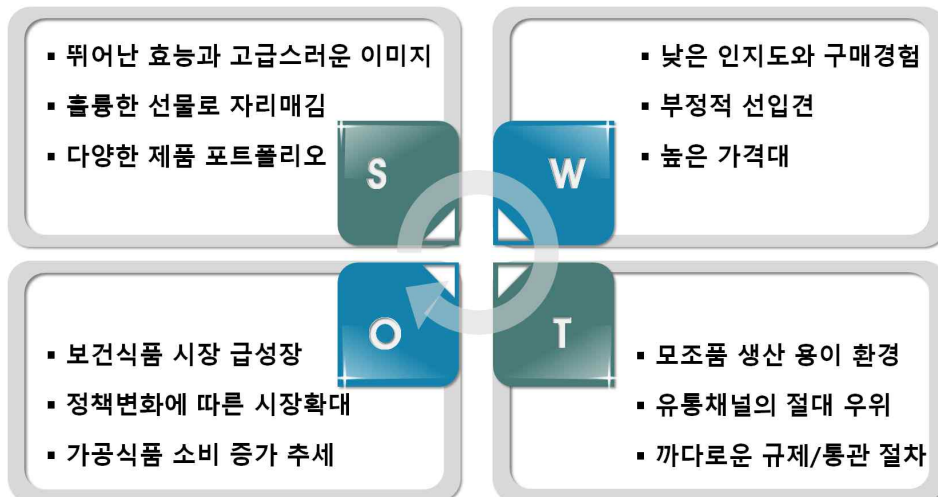 ▪ 뛰어난 효능과 고급스러운 이미지
▪ 훌륭한 선물로 자리매김
▪ 다양한 제품 포트폴리오
S
▪ 낮은 인지도와 구매경험
▪ 부정적 선입견
▪ 높은 가격대
W
▪ 보건식품 시장 급성장
▪ 정책변화에 따른 시장확대
▪ 가공식품 소비 증가 추세
O
▪ 모조품 생산 용이 환경
▪ 유통채널의 절대 우위
▪ 까다로운 규제/통관 절차
T